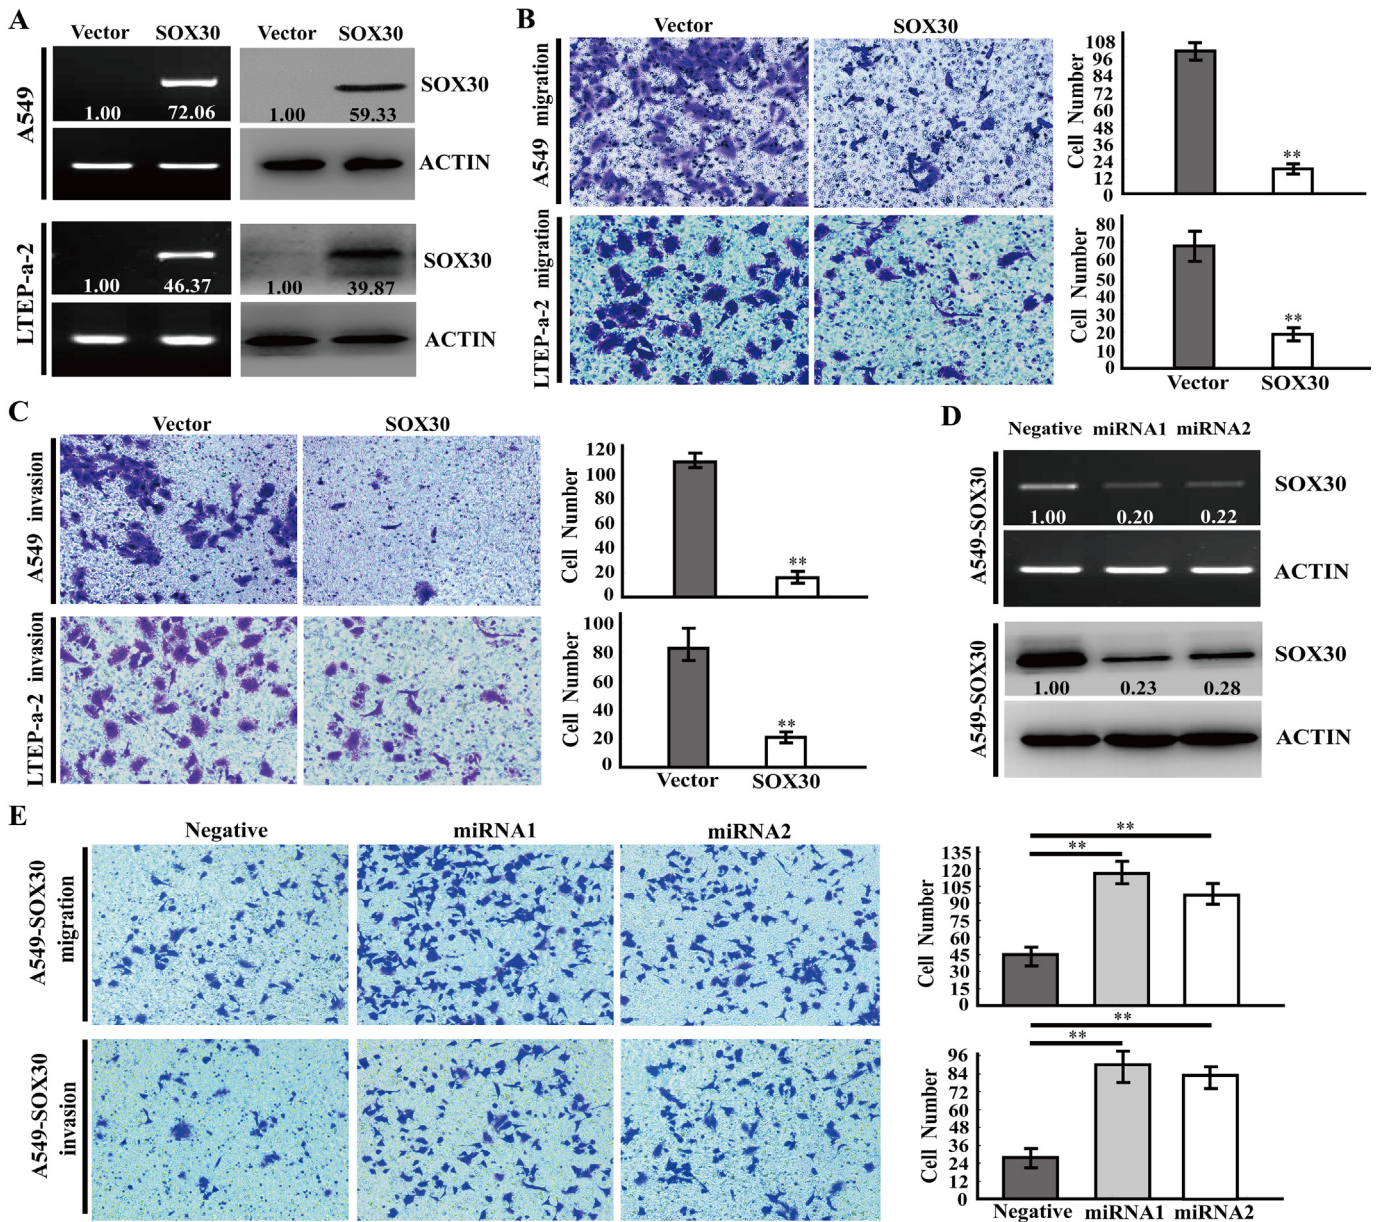 A
Vector SOX30 Vector SOX30
A549
1.00 72.06 1.00 59.33
SOX30
ACTIN
LTEP-a-2
1.00 46.37 1.00 39.87
SOX30
ACTIN
B
Vector SOX30
A549 migration
LTEP-a-2 migration
Cell Number
108
96
84
72
60
48
36
24
12
0
**
Cell Number
80
70
60
50
40
30
20
10
0
**
Vector SOX30
C
Vector SOX30
A549 invasion
LTEP-a-2 invasion
Cell Number
120
100
80
60
40
20
0
**
Cell Number
100
80
60
40
20
0
**
Vector SOX30
D
Negative miRNA1 miRNA2
A549-SOX30
SOX30
1.00 0.20 0.22
ACTIN
A549-SOX30
SOX30
1.00 0.23 0.28
ACTIN
E
Negative miRNA1 miRNA2
A549-SOX30
migration
A549-SOX30
invasion
Cell Number
135
120
105
90
75
60
45
30
15
0
**
**
Cell Number
96
84
72
60
48
36
24
12
0
**
**
Negative miRNA1 miRNA2